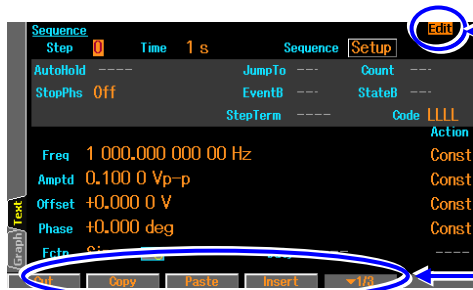 Sequence Edit
Step 0 Time 1 s Sequence Setup
AutoHold ---- JumpTo --- Count ---
StopPhs Off EventB --- StateB ---
StepTerm ---- Code LLLL
Action
Freq 1 000.000 000 00 Hz Const
Amptd 0.100 0 Vp-p Const
Offset +0.000 0 V Const
Phase +0.000 deg Const
Text
Graph
Fctn
Cut Copy Paste Insert ▼1/3